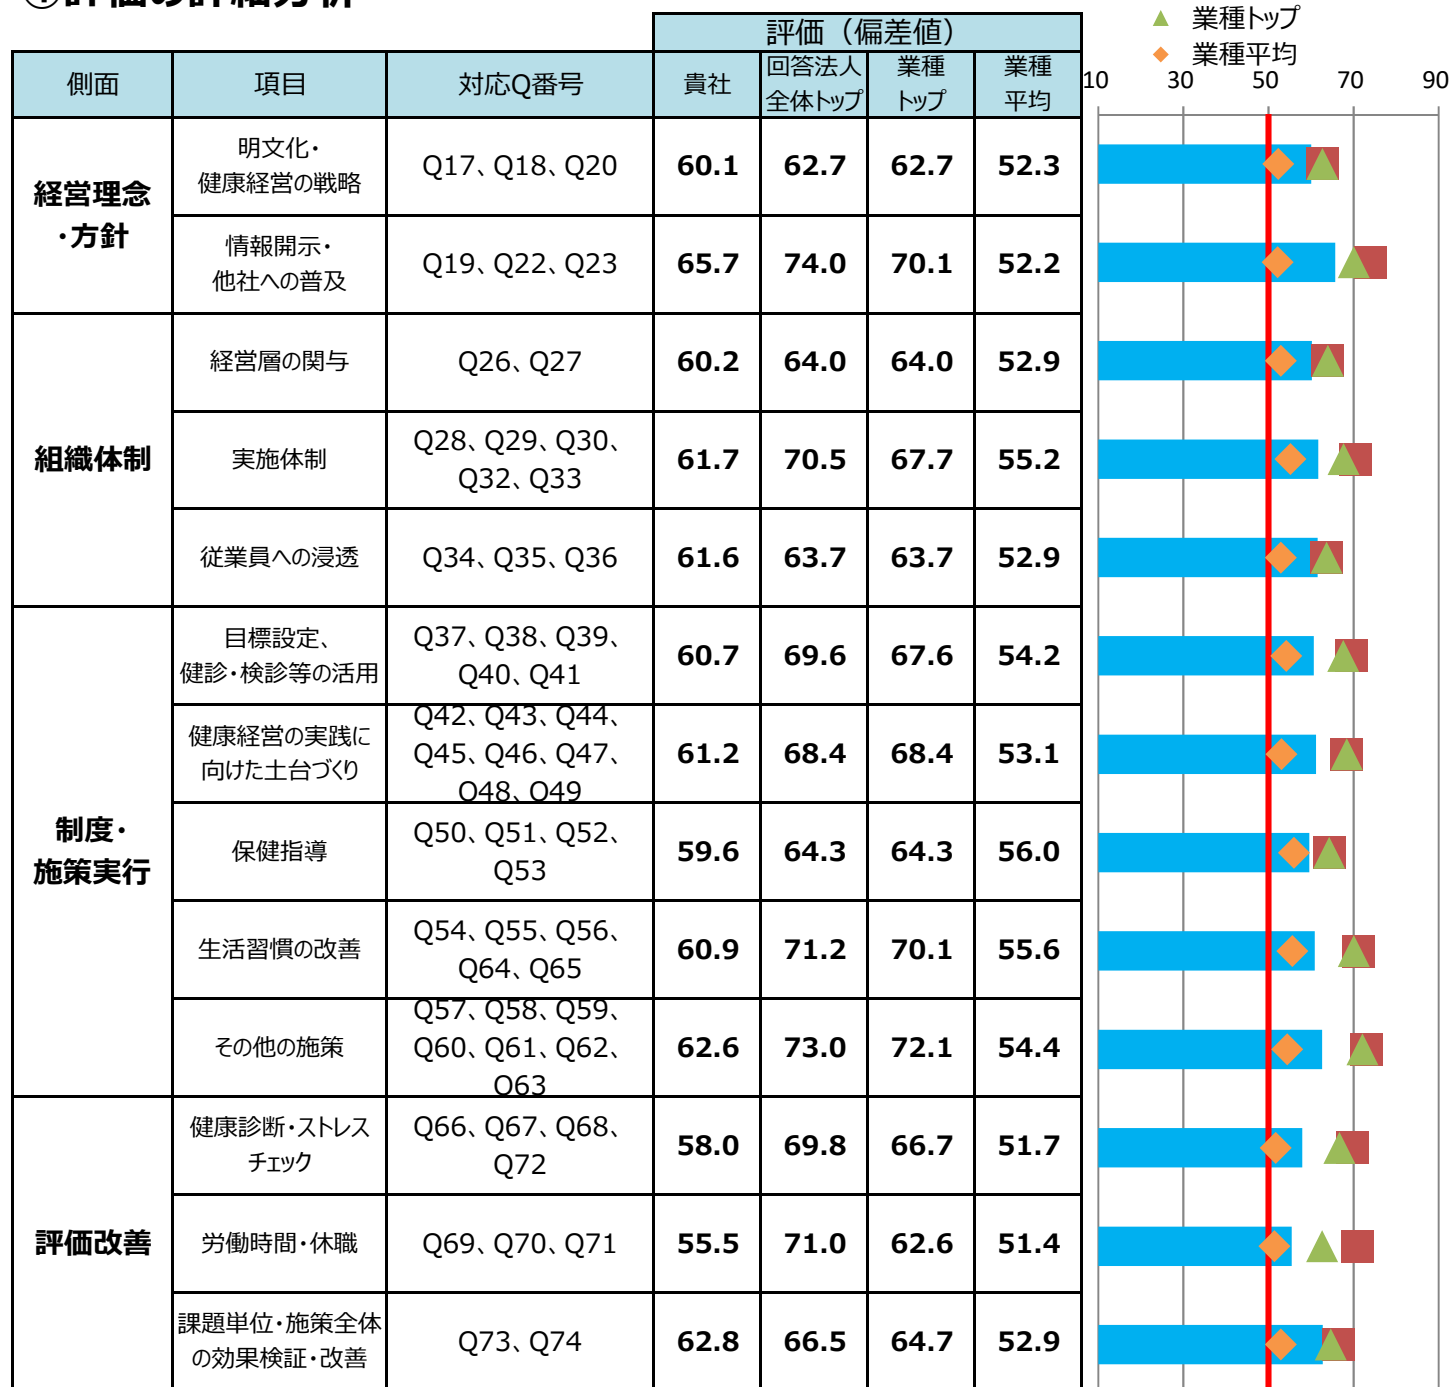 ①評価の詳細分析
▲ 業種トップ
◆ 業種平均
評価（偏差値）
側面 項目 対応Q番号 貴社 回答法人 業種 業種
全体トップ トップ 平均
10 30 50 70 90
経営理念
・方針
明文化・
健康経営の戦略
Q17、Q18、Q20 60.1 62.7 62.7 52.3
情報開示・
他社への普及
Q19、Q22、Q23 65.7 74.0 70.1 52.2
組織体制
経営層の関与 Q26、Q27 60.2 64.0 64.0 52.9
実施体制
Q28、Q29、Q30、
Q32、Q33
61.7 70.5 67.7 55.2
従業員への浸透 Q34、Q35、Q36 61.6 63.7 63.7 52.9
制度・
施策実行
目標設定、
健診・検診等の活用
Q37、Q38、Q39、
Q40、Q41
60.7 69.6 67.6 54.2
健康経営の実践に
向けた土台づくり
Q42、Q43、Q44、
Q45、Q46、Q47、
Q48、Q49
61.2 68.4 68.4 53.1
保健指導
Q50、Q51、Q52、
Q53
59.6 64.3 64.3 56.0
生活習慣の改善
Q54、Q55、Q56、
Q64、Q65
60.9 71.2 70.1 55.6
その他の施策
Q57、Q58、Q59、
Q60、Q61、Q62、
Q63
62.6 73.0 72.1 54.4
評価改善
健康診断・ストレス
チェック
Q66、Q67、Q68、
Q72
58.0 69.8 66.7 51.7
労働時間・休職 Q69、Q70、Q71 55.5 71.0 62.6 51.4
課題単位・施策全体
の効果検証・改善
Q73、Q74 62.8 66.5 64.7 52.9